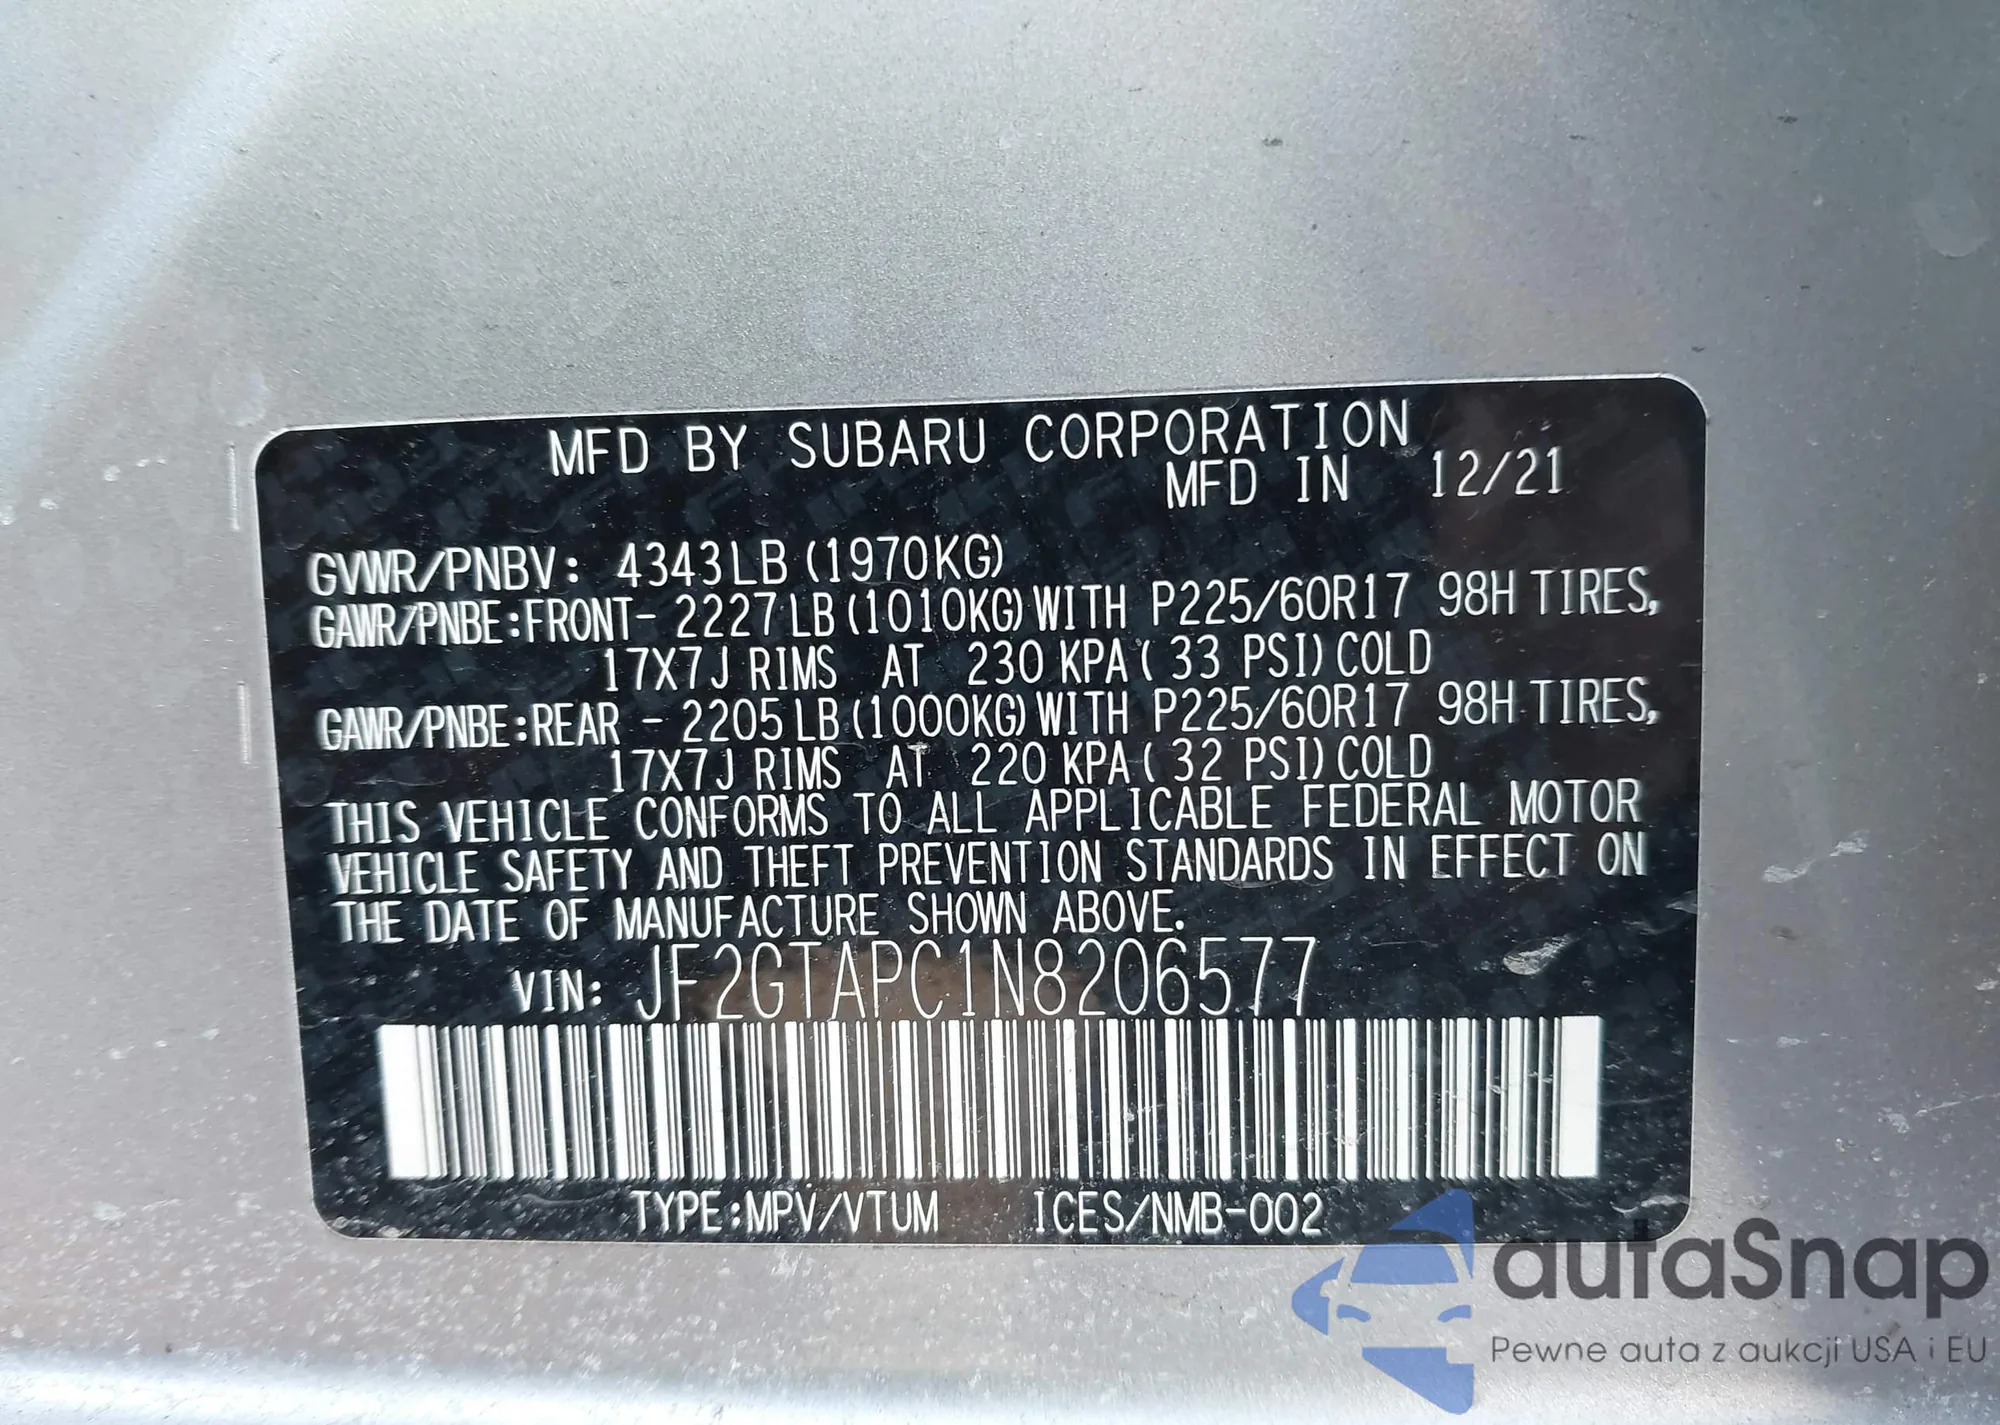 MFD BY SUBARU CORPORATION
MFD IN 12/21
GVWR/PNBV: 4343LB (1970KG)
GAWR/PNBE:FRONT- 2227LB (1010KG) WITH P225/60R17 98H TIRES,
17X7J RIMS AT 230 KPA ( 33 PSI) COLD
GAWR/PNBE:REAR - 2205LB (1000KG) WITH P225/60R17 98H TIRES,
17X7J RIMS AT 220 KPA ( 32 PSI) COLD
THIS VEHICLE CONFORMS TO ALL APPLICABLE FEDERAL MOTOR
VEHICLE SAFETY AND THEFT PREVENTION STANDARDS IN EFFECT ON
THE DATE OF MANUFACTURE SHOWN ABOVE.
VIN: JF2GTAPC1N8206577
TYPE:MPV/VTUM ICES/NMB-002
autaSnap
Pewne auta z aukcji USA i EU